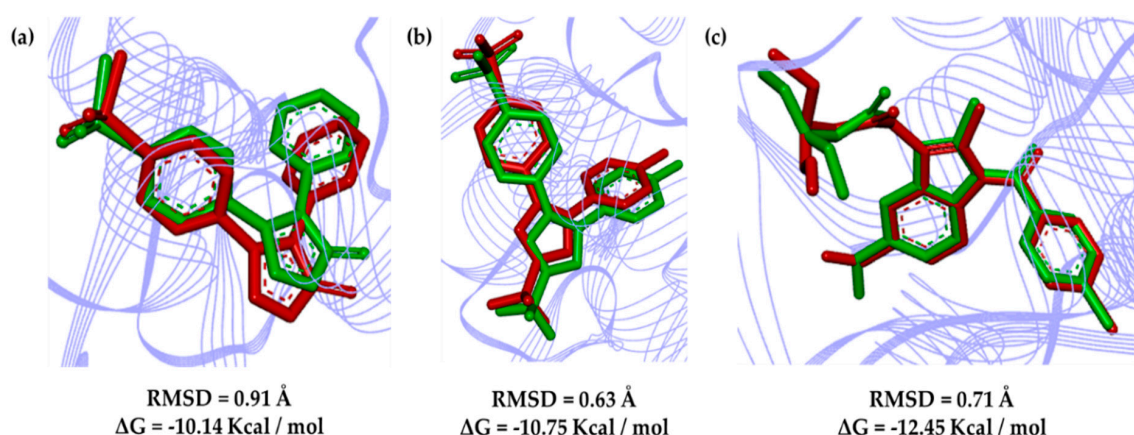 (a)
(b)
(c)
RMSD = 0.91 Å
ΔG = -10.14 Kcal / mol
RMSD = 0.63 Å
ΔG = -10.75 Kcal / mol
RMSD = 0.71 Å
ΔG = -12.45 Kcal / mol